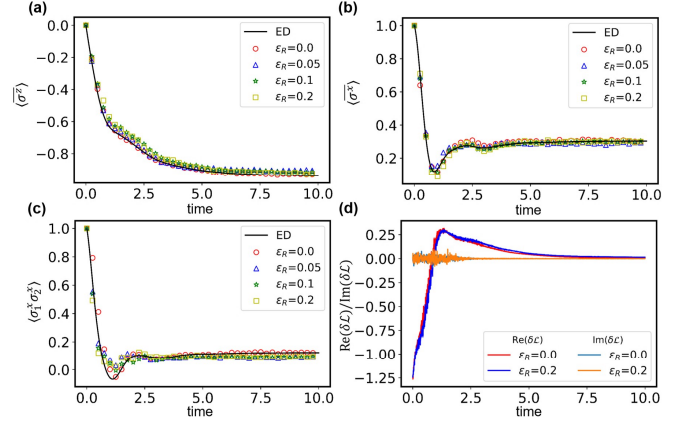 (a)
0.0
−0.2
−0.4
−0.6
−0.8
⟨σ̅ᶻ⟩
ED
ε_R=0.0
ε_R=0.05
ε_R=0.1
ε_R=0.2
0.0 2.5 5.0 7.5 10.0
time
(b)
1.0
0.8
0.6
0.4
0.2
⟨σ̅ˣ⟩
ED
ε_R=0.0
ε_R=0.05
ε_R=0.1
ε_R=0.2
0.0 2.5 5.0 7.5 10.0
time
(c)
1.0
0.8
0.6
0.4
0.2
0.0
⟨σ₁ˣσ₂ˣ⟩
ED
ε_R=0.0
ε_R=0.05
ε_R=0.1
ε_R=0.2
0.0 2.5 5.0 7.5 10.0
time
(d)
0.25
0.00
−0.25
−0.50
−0.75
−1.00
−1.25
Re(δℒ)/Im(δℒ)
Re(δℒ) Im(δℒ)
ε_R=0.0 ε_R=0.0
ε_R=0.2 ε_R=0.2
0.0 2.5 5.0 7.5 10.0
time